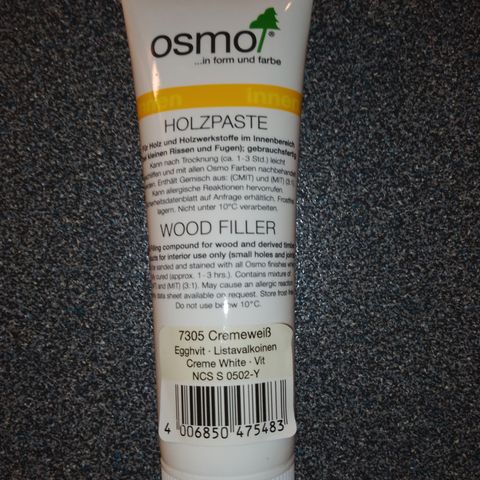 osmo®
...in form und farbe
innen innen
HOLZPASTE
Für Holz und Holzwerkstoffe im Innenbereich
kleinen Rissen und Fugen); gebrauchsfertig
Kann nach Trocknung (ca. 1 - 3 Std.) leicht
und mit allen Osmo Farben nachbehandelt
werden. Enthält Gemisch aus: (CMIT) und (MIT) (3:1).
Kann allergische Reaktionen hervorrufen.
Sicherheitsdatenblatt auf Anfrage erhältlich. Frostfrei
lagern. Nicht unter 10°C verarbeiten.
WOOD FILLER
filling compound for wood and derived timber
for interior use only (small holes and joints)
be sanded and stained with all Osmo finishes
cured (approx. 1 - 3 hrs.). Contains mixture of
and (MIT) (3:1). May cause an allergic reaction
data sheet available on request. Store frost-free
Do not use below 10°C.
7305 Cremeweiß
Egghvit · Listavalkoinen
Creme White · Vit
NCS S 0502-Y
4 006850 475483